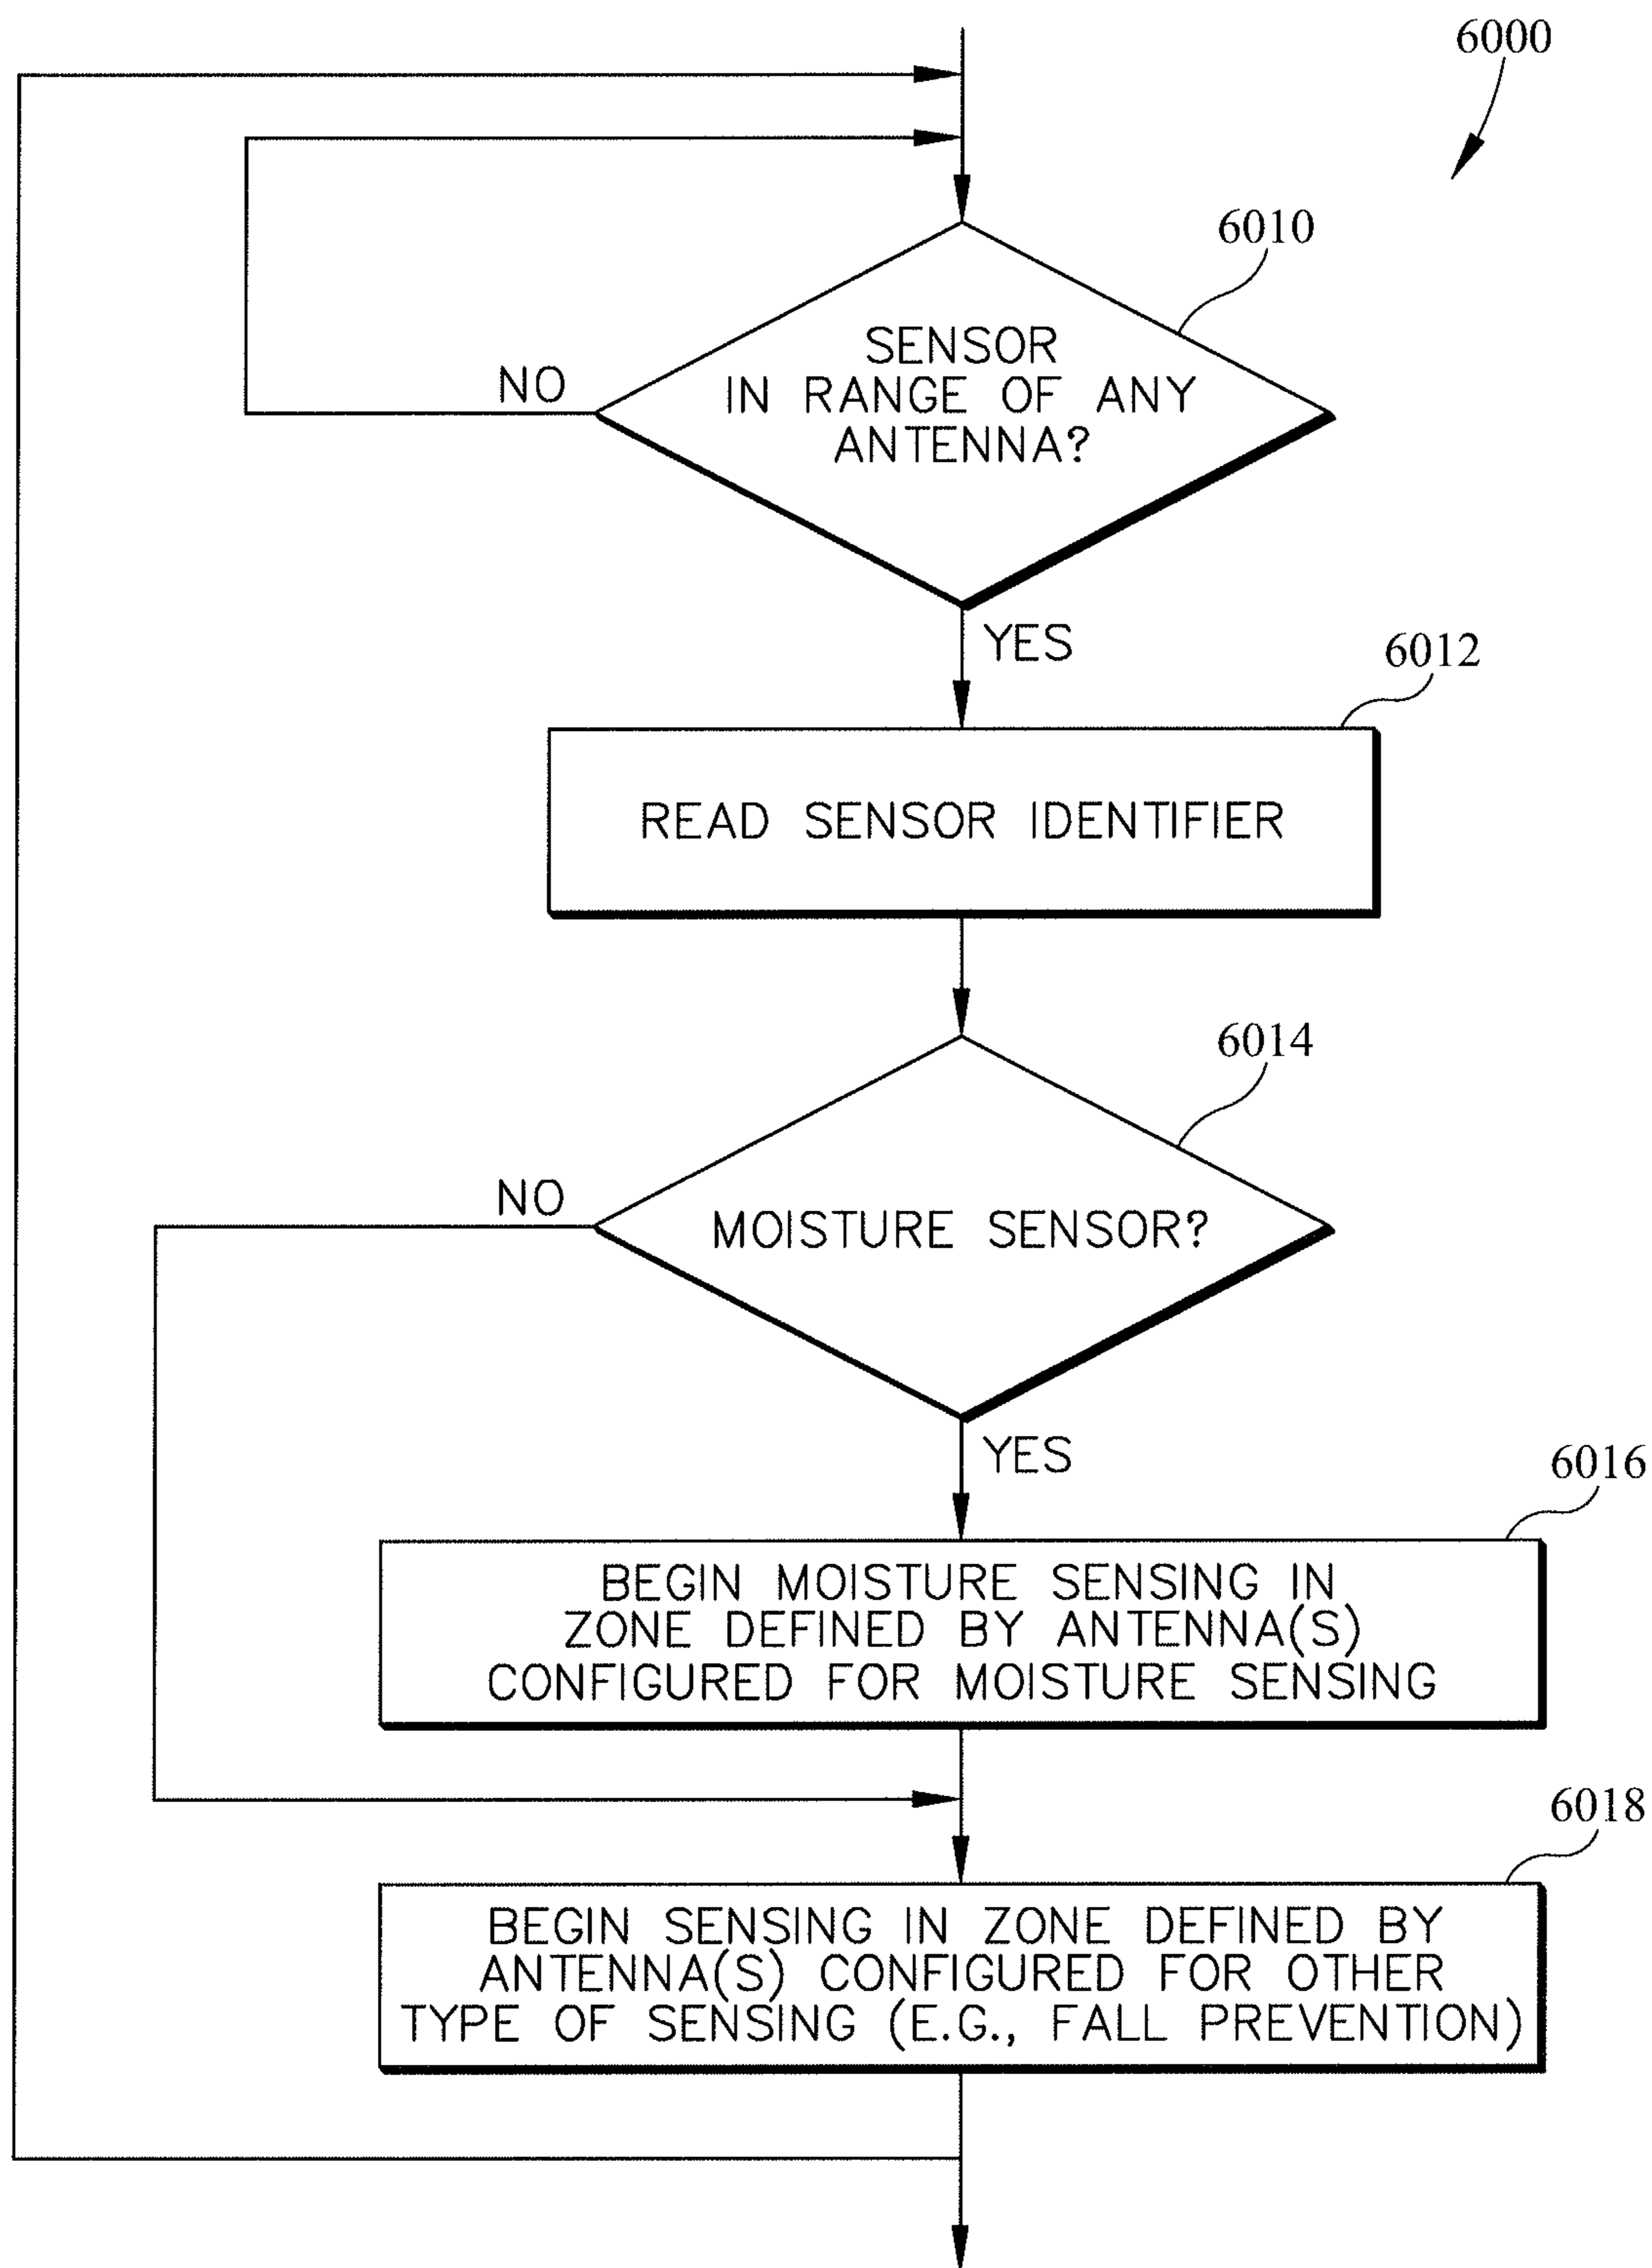 6000
6010
SENSOR
IN RANGE OF ANY
ANTENNA?
NO
YES
6012
READ SENSOR IDENTIFIER
6014
NO
MOISTURE SENSOR?
YES
6016
BEGIN MOISTURE SENSING IN
ZONE DEFINED BY ANTENNA(S)
CONFIGURED FOR MOISTURE SENSING
6018
BEGIN SENSING IN ZONE DEFINED BY
ANTENNA(S) CONFIGURED FOR OTHER
TYPE OF SENSING (E.G., FALL PREVENTION)